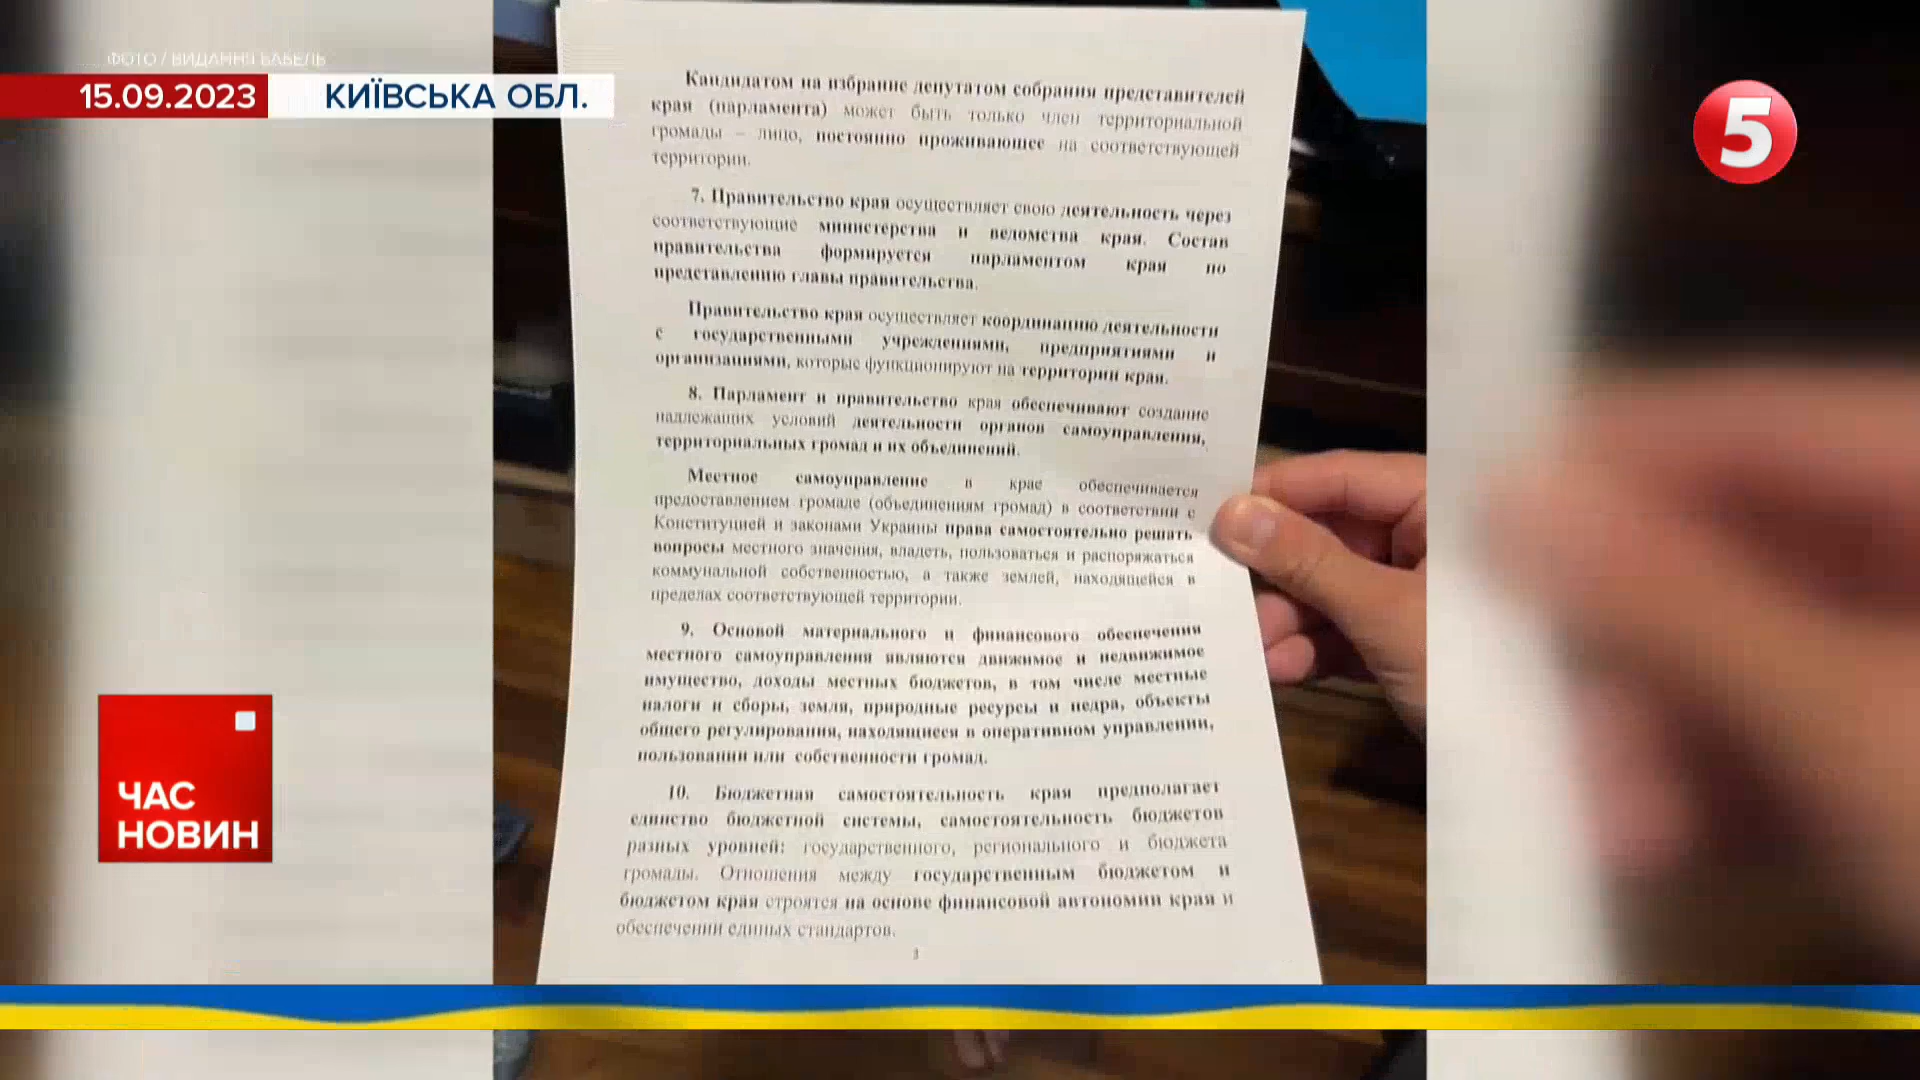 ФОТО / ВИДАННЯ БАБЕЛЬ
15.09.2023
КИЇВСЬКА ОБЛ.
5
Кандидатом на избрание депутатом собрания представителей
края (парламента) может быть только член территориальной
громады – лицо, постоянно проживающее на соответствующей
территории.
7. Правительство края осуществляет свою деятельность через
соответствующие министерства и ведомства края. Состав
правительства формируется парламентом края по
представлению главы правительства.
Правительство края осуществляет координацию деятельности
с государственными учреждениями, предприятиями и
организациями, которые функционируют на территории края.
8. Парламент и правительство края обеспечивают создание
надлежащих условий деятельности органов самоуправления,
территориальных громад и их объединений.
Местное самоуправление в крае обеспечивается
предоставлением громаде (объединениям громад) в соответствии с
Конституцией и законами Украины права самостоятельно решать
вопросы местного значения, владеть, пользоваться и распоряжаться
коммунальной собственностью, а также землей, находящейся в
пределах соответствующей территории.
9. Основой материального и финансового обеспечении
местного самоуправления являются движимое и недвижимое
имущество, доходы местных бюджетов, в том числе местные
налоги и сборы, земля, природные ресурсы и недра, объекты
общего регулирования, находящиеся в оперативном управлении,
пользовании или собственности громад.
10. Бюджетная самостоятельность края предполагает
единство бюджетной системы, самостоятельность бюджетов
разных уровней: государственного, регионального и бюджета
громады. Отношения между государственным бюджетом и
бюджетом края строятся на основе финансовой автономии края и
обеспечении единых стандартов.
3
ЧАС
НОВИН